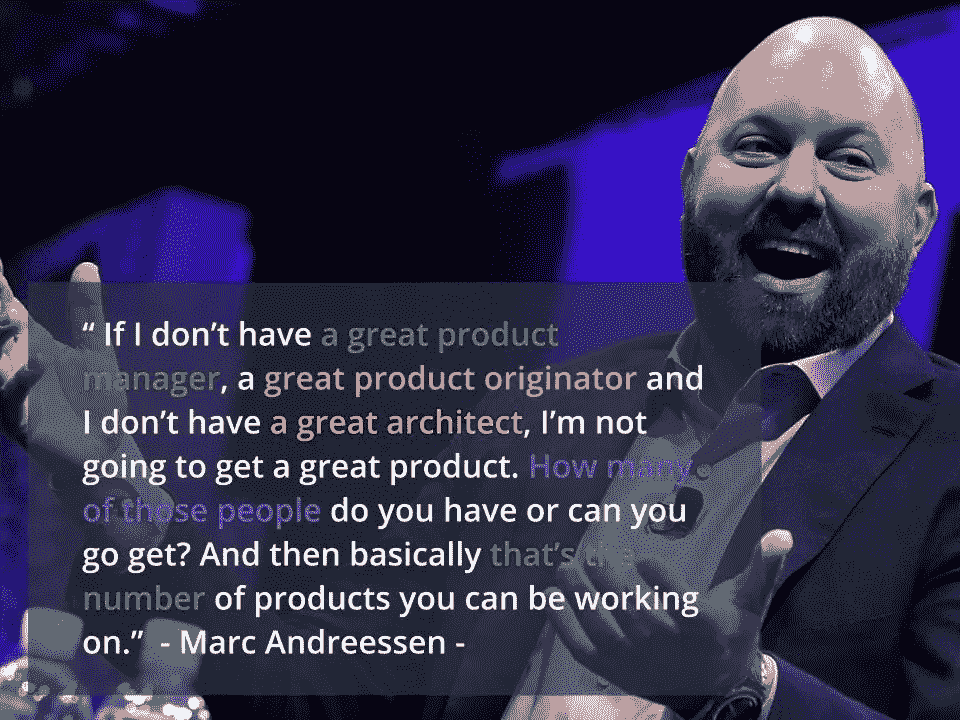 “ If I don’t have a great product
manager, a great product originator and
I don’t have a great architect, I’m not
going to get a great product. How many
of those people do you have or can you
go get? And then basically that’s the
number of products you can be working
on.”  - Marc Andreessen -